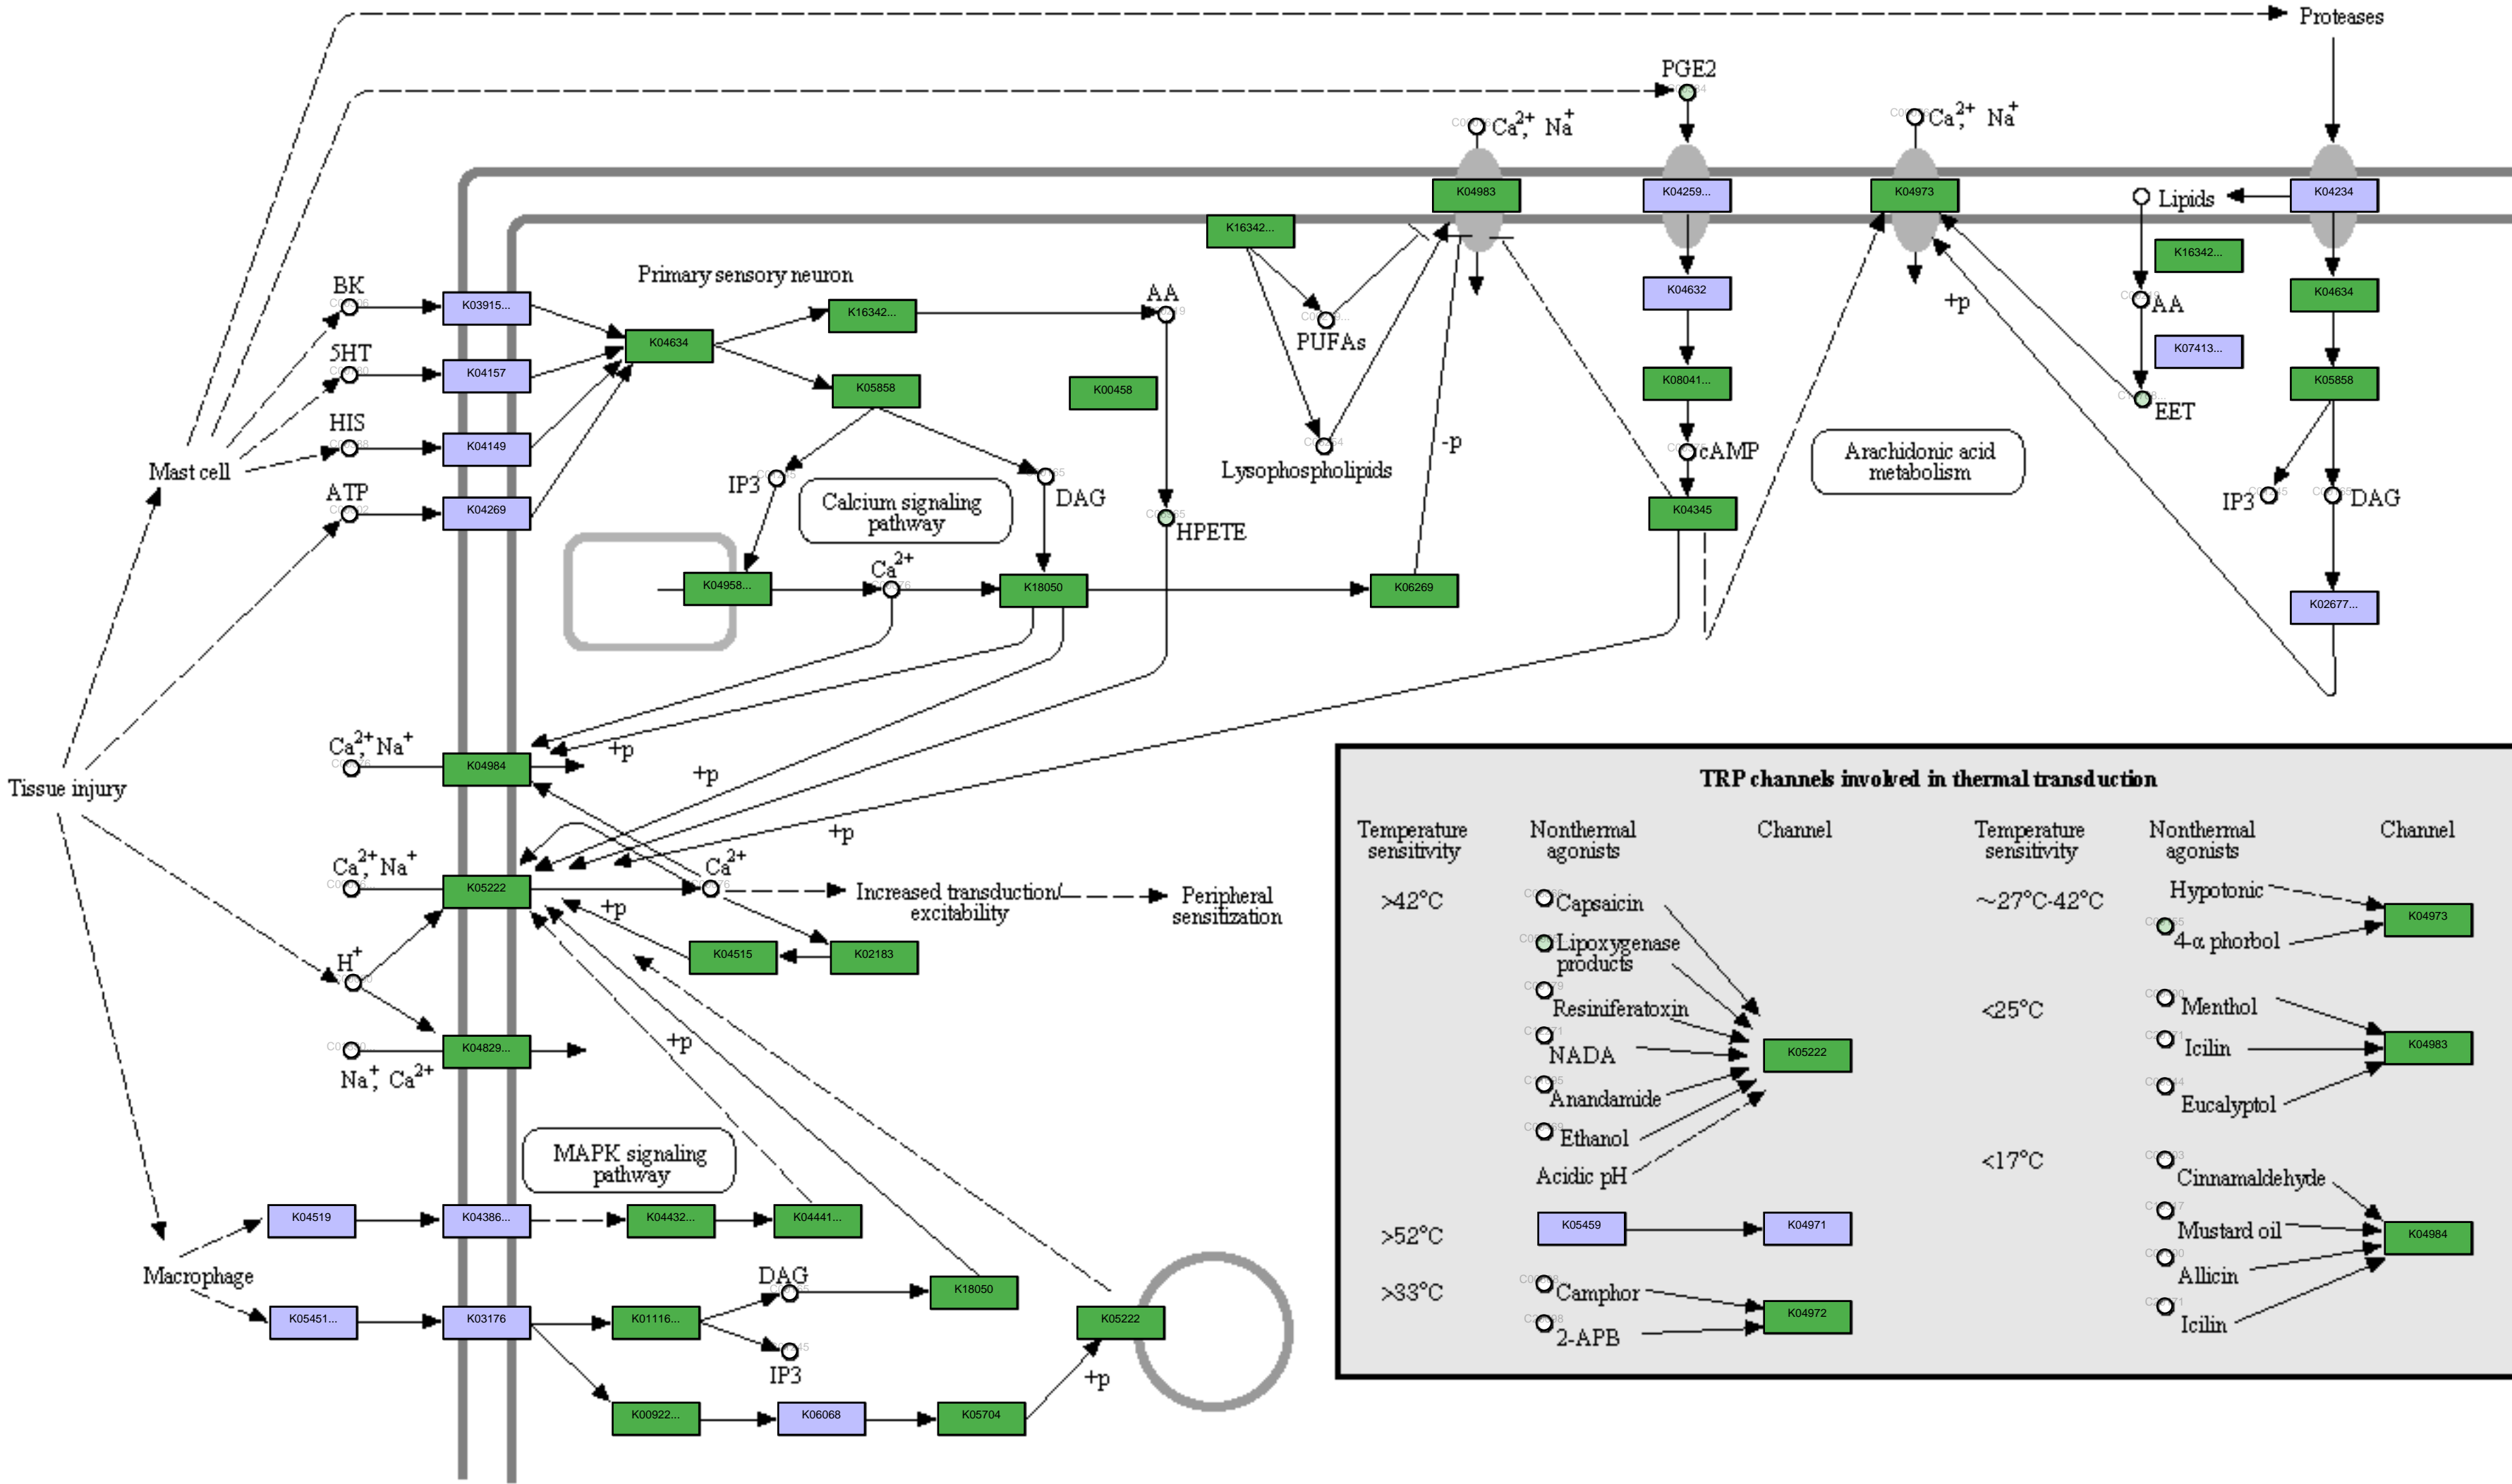 Proteases
PGE2
Ca2+, Na+
Ca2+, Na+
K04983
K04259...
K04973
Lipids
K04234
K16342...
K16342...
Primary sensory neuron
BK
K03915...
K16342...
AA
K04632
AA
+p
K04634
PUFAs
5HT
K04157
K04634
K05858
K00458
K08041...
K07413...
K05858
EET
HIS
K04149
Mast cell
-p
Lysophospholipids
cAMP
Arachidonic acid
metabolism
ATP
K04269
IP3
Calcium signaling
pathway
DAG
HPETE
K04345
IP3
DAG
K04958...
Ca2+
K18050
K06269
K02677...
Ca2+, Na+
K04984
+p
+p
Tissue injury
+p
Ca2+, Na+
K05222
Ca2+
Increased transduction/
excitability
Peripheral
sensitization
+p
K04515
K02183
H+
K04829...
Na+, Ca2+
+p
MAPK signaling
pathway
K04519
K04386...
K04432...
K04441...
Macrophage
K05451...
K03176
K01116...
DAG
K18050
IP3
K05222
+p
K00922...
K06068
K05704
TRP channels involved in thermal transduction
Temperature
sensitivity
Nonthermal
agonists
Channel
Temperature
sensitivity
Nonthermal
agonists
Channel
>42°C
Capsaicin
Lipoxygenase
products
Resiniferatoxin
NADA
Anandamide
Ethanol
Acidic pH
K05222
>52°C
K05459
K04971
>33°C
Camphor
2-APB
K04972
~27°C-42°C
Hypotonic
4-α phorbol
K04973
<25°C
Menthol
Icilin
Eucalyptol
K04983
<17°C
Cinnamaldehyde
Mustard oil
Allicin
Icilin
K04984